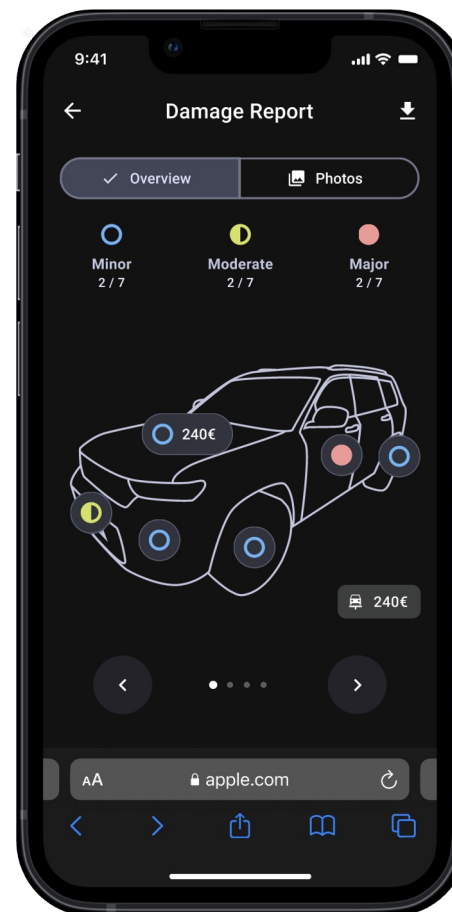 9:41
Damage Report
Overview
Photos
Minor
2 / 7
Moderate
2 / 7
Major
2 / 7
240€
240€
AA
apple.com